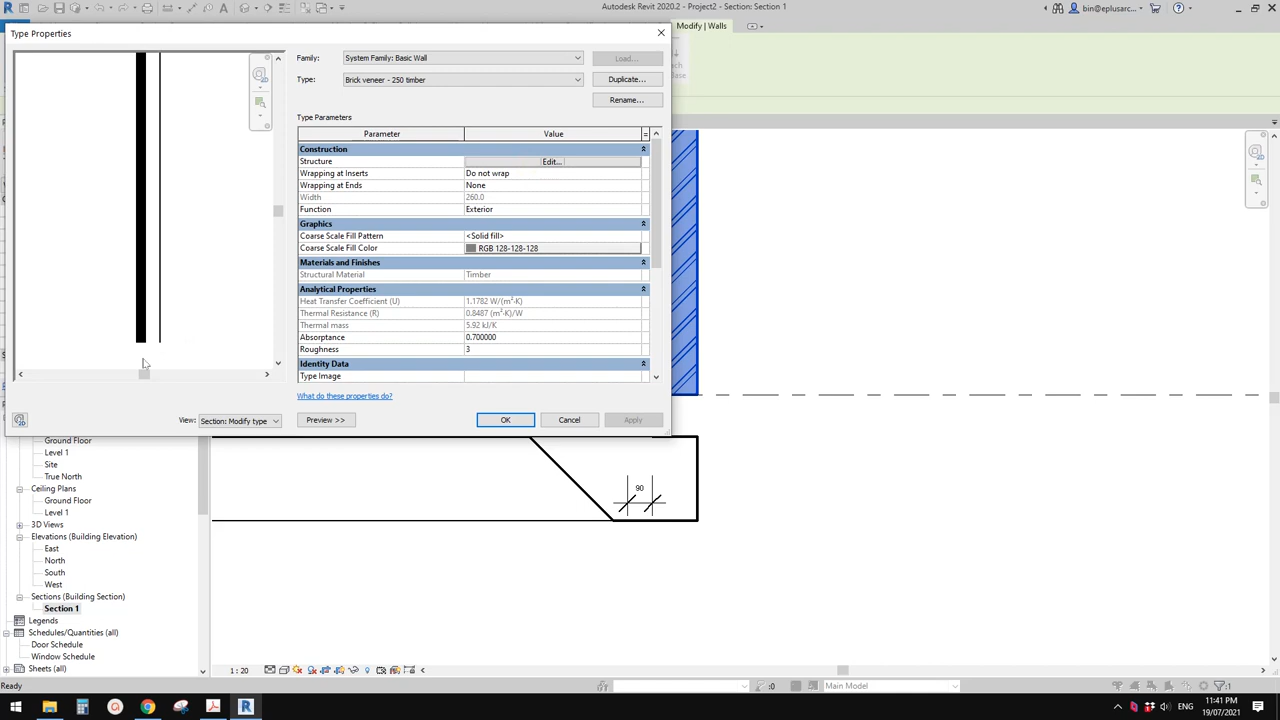 Autodesk Revit 2020.2 - Project2 - Section: Section 1
bin@eplusarc...
Type Properties
Modify | Walls
Family:
System Family: Basic Wall
Load...
Type:
Brick veneer - 250 timber
Duplicate...
Rename...
Type Parameters
Parameter
Value
=
Construction
Structure
Edit...
Wrapping at Inserts
Do not wrap
Wrapping at Ends
None
Width
260.0
Function
Exterior
Graphics
Coarse Scale Fill Pattern
<Solid fill>
Coarse Scale Fill Color
RGB 128-128-128
Materials and Finishes
Structural Material
Timber
Analytical Properties
Heat Transfer Coefficient (U)
1.1782 W/(m²·K)
Thermal Resistance (R)
0.8487 (m²·K)/W
Thermal mass
5.92 kJ/K
Absorptance
0.700000
Roughness
3
Identity Data
Type Image
What do these properties do?
View:
Section: Modify type
Preview >>
OK
Cancel
Apply
Ground Floor
Level 1
Site
True North
Ceiling Plans
Ground Floor
Level 1
3D Views
Elevations (Building Elevation)
East
North
South
West
Sections (Building Section)
Section 1
Legends
Schedules/Quantities (all)
Door Schedule
Window Schedule
Sheets (all)
90
1 : 20
Ready
:0
Main Model
:1
ENG
11:41 PM
19/07/2021